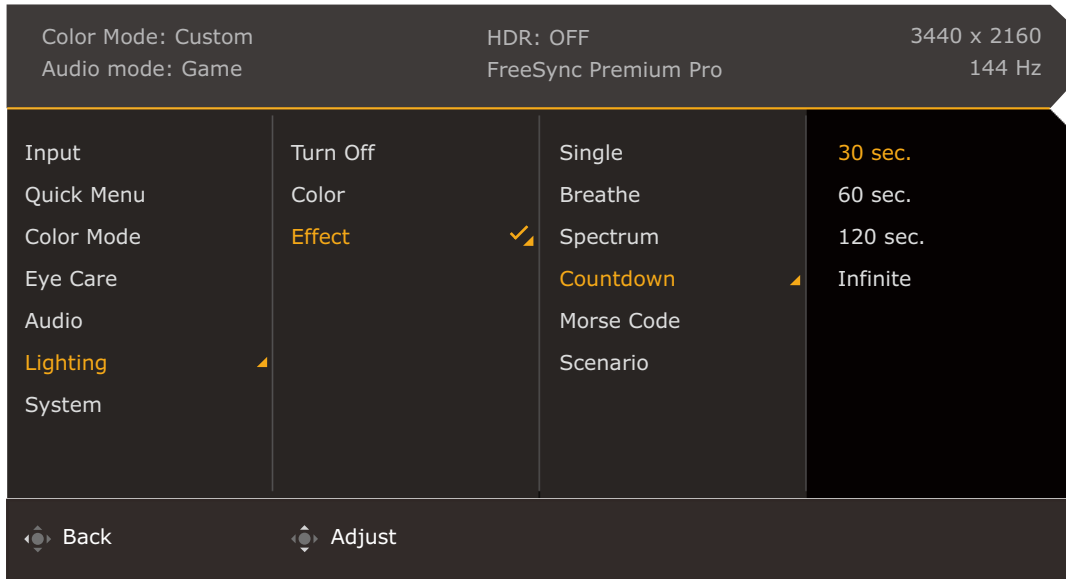 Color Mode: Custom
Audio mode: Game
HDR: OFF
FreeSync Premium Pro
3440 x 2160
144 Hz
Input
Quick Menu
Color Mode
Eye Care
Audio
Lighting
System
Turn Off
Color
Effect
Single
Breathe
Spectrum
Countdown
Morse Code
Scenario
30 sec.
60 sec.
120 sec.
Infinite
Back
Adjust